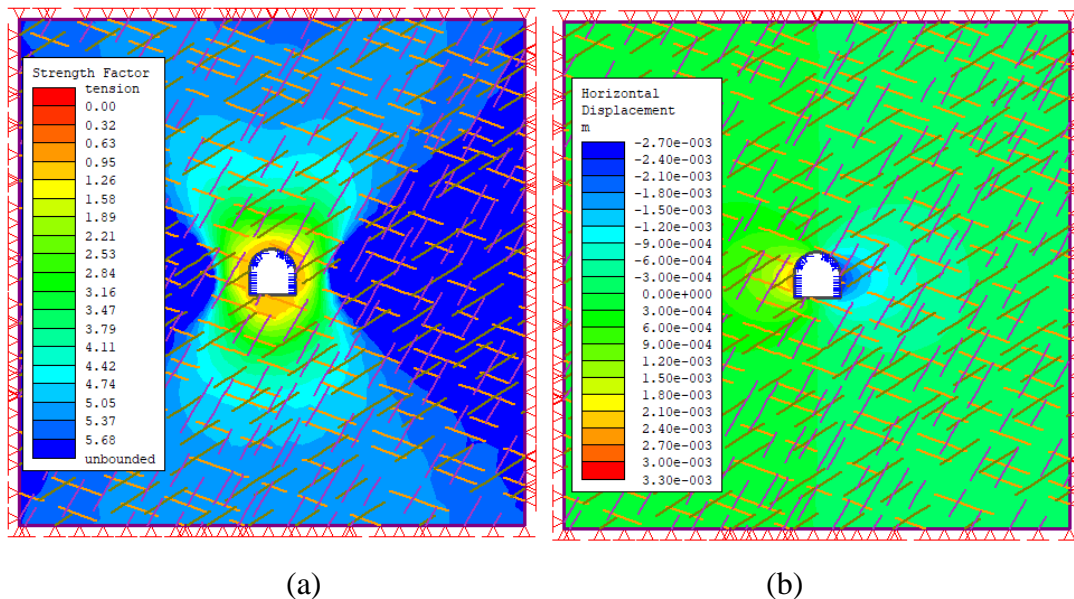 Strength Factor
tension
0.00
0.32
0.63
0.95
1.26
1.58
1.89
2.21
2.53
2.84
3.16
3.47
3.79
4.11
4.42
4.74
5.05
5.37
5.68
unbounded
Horizontal
Displacement
m
-2.70e-003
-2.40e-003
-2.10e-003
-1.80e-003
-1.50e-003
-1.20e-003
-9.00e-004
-6.00e-004
-3.00e-004
0.00e+000
3.00e-004
6.00e-004
9.00e-004
1.20e-003
1.50e-003
1.80e-003
2.10e-003
2.40e-003
2.70e-003
3.00e-003
3.30e-003
(a)
(b)